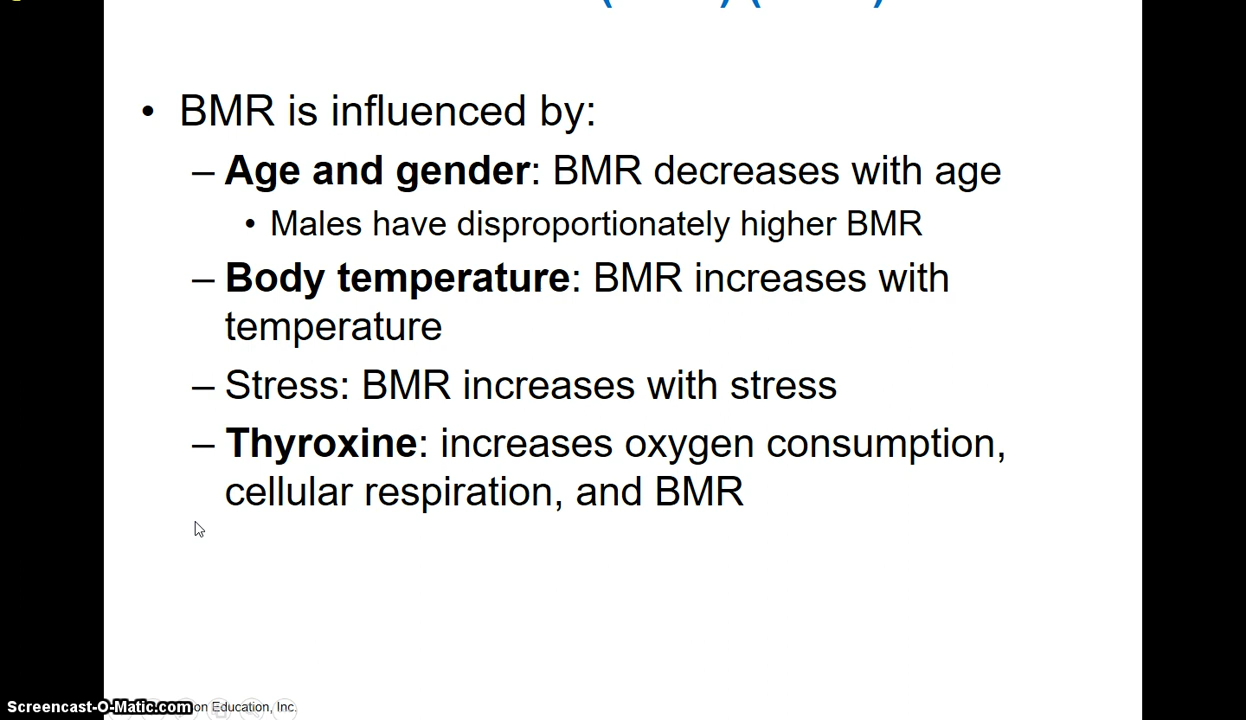 • BMR is influenced by:
– Age and gender: BMR decreases with age
• Males have disproportionately higher BMR
– Body temperature: BMR increases with
temperature
– Stress: BMR increases with stress
– Thyroxine: increases oxygen consumption,
cellular respiration, and BMR
Screencast-O-Matic.com on Education, Inc.